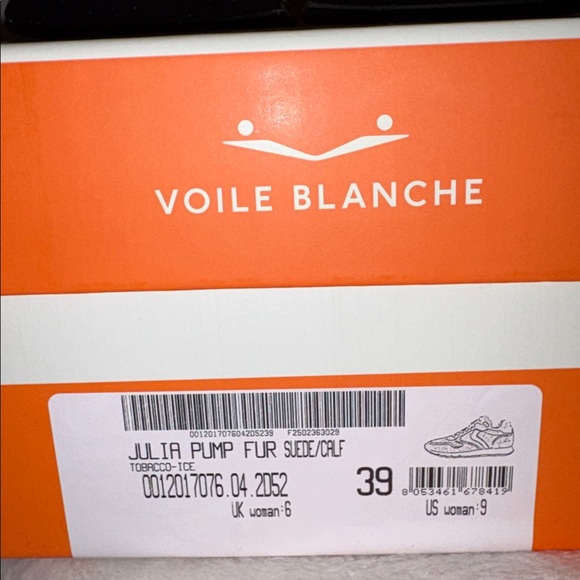 VOILE BLANCHE
0012017076042D5239 F2502363029
JULIA PUMP FUR SUEDE/CALF
TOBACCO-ICE
0012017076.04.2D52 39 8 053461 678419
UK woman:6 US woman:9